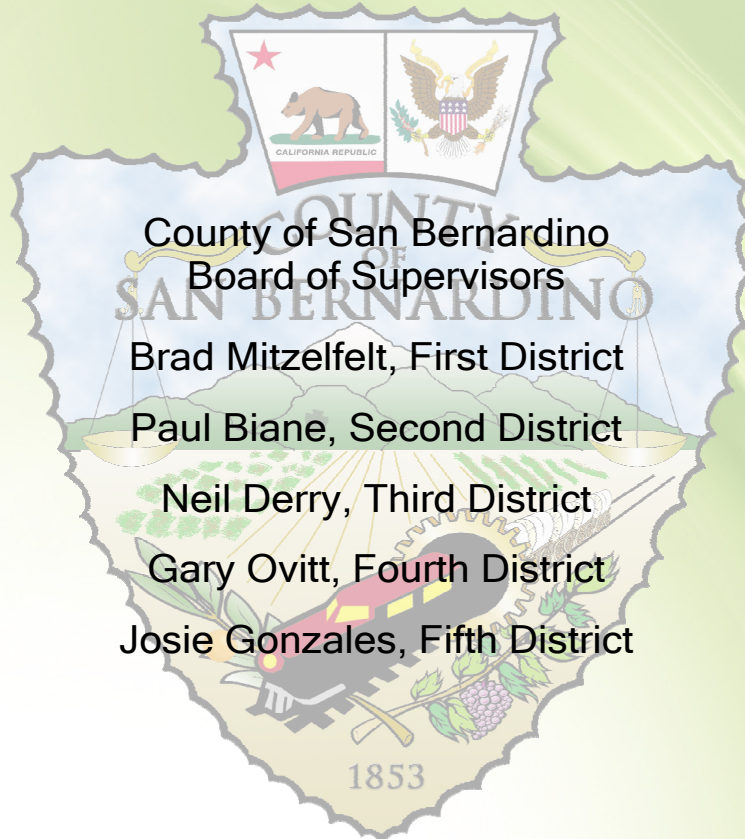 CALIFORNIA REPUBLIC
COUNTY
OF
SAN BERNARDINO
County of San Bernardino
Board of Supervisors
Brad Mitzelfelt, First District
Paul Biane, Second District
Neil Derry, Third District
Gary Ovitt, Fourth District
Josie Gonzales, Fifth District
1853